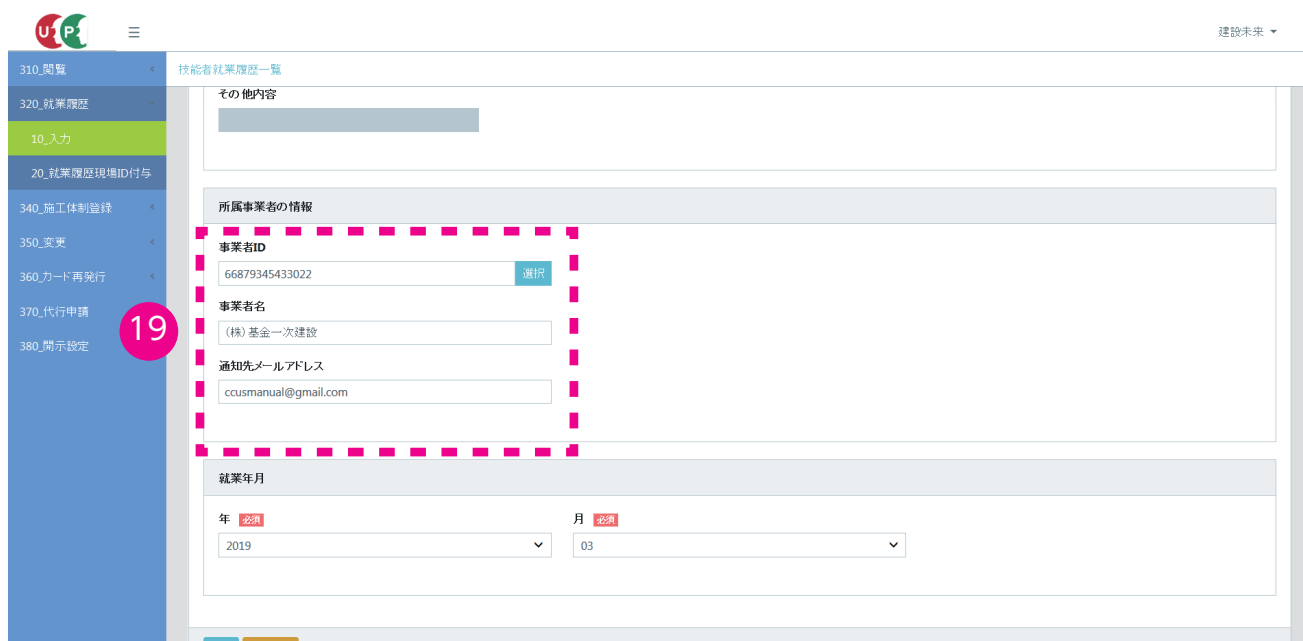 U P
建設未来
310_閲覧
技能者就業履歴一覧
320_就業履歴
10_入力
20_就業履歴現場ID付与
340_施工体制登録
350_変更
360_カード再発行
370_代行申請
380_開示設定
19
その他内容
所属事業者の情報
事業者ID
66879345433022 選択
事業者名
(株)基金一次建設
通知先メールアドレス
ccusmanual@gmail.com
就業年月
年 必須 月 必須
2019 03